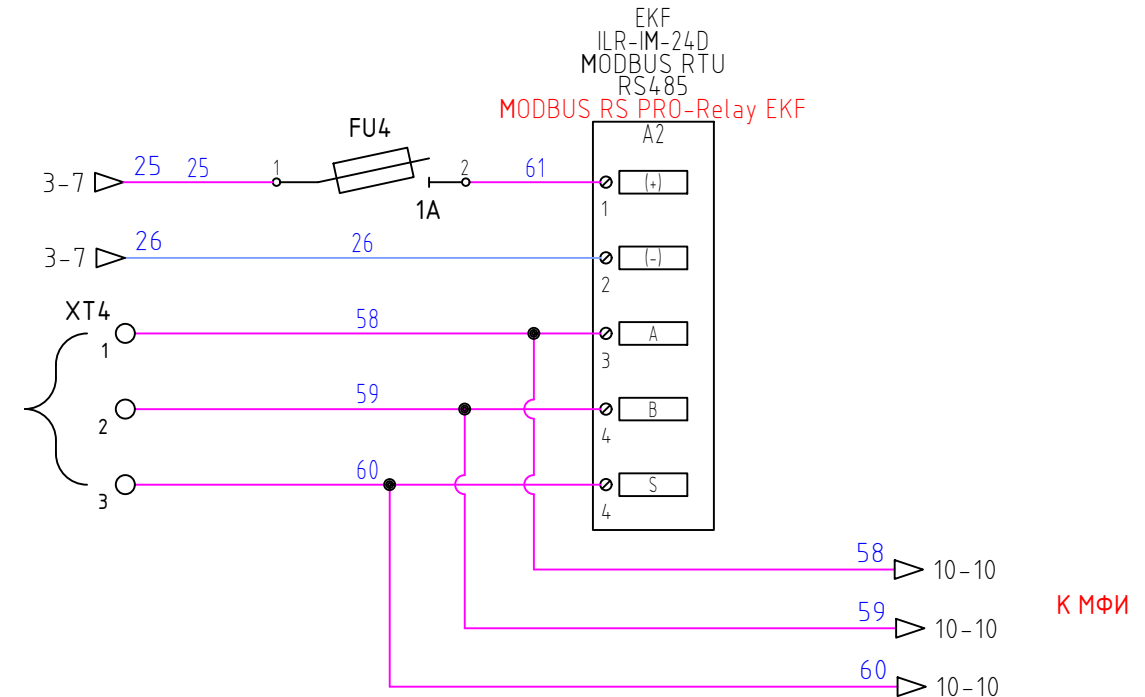 EKF
ILR-IM-24D
MODBUS RTU
RS485
MODBUS RS PRO-Relay EKF
A2
FU4
3-7 25 25 1 2 61 (+)
1A
1
3-7 26 26 (-)
2
XT4
58 A
1
3
59 B
2
4
60 S
3
4
58 10-10
К МФИ
59 10-10
60 10-10